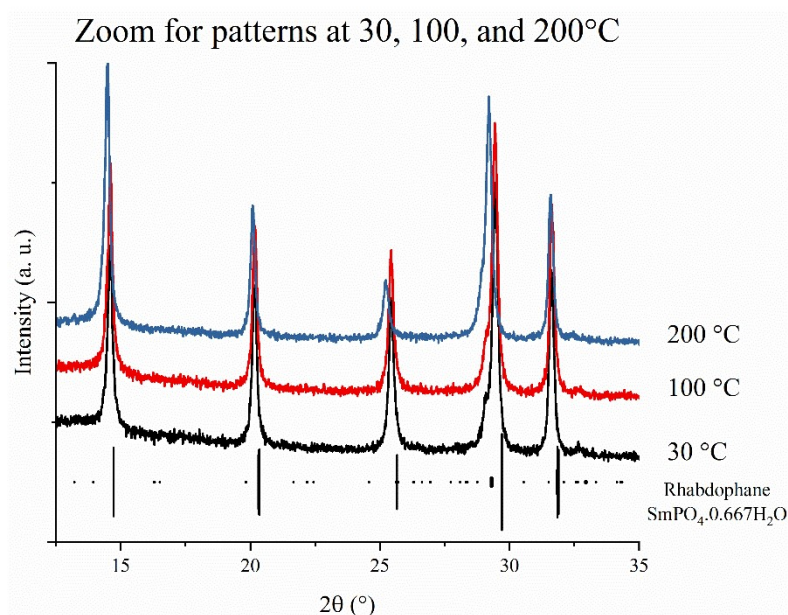 Zoom for patterns at 30, 100, and 200°C
Intensity (a. u.)
200 °C
100 °C
30 °C
Rhabdophane
SmPO₄.0.667H₂O
15 20 25 30 35
2θ (°)